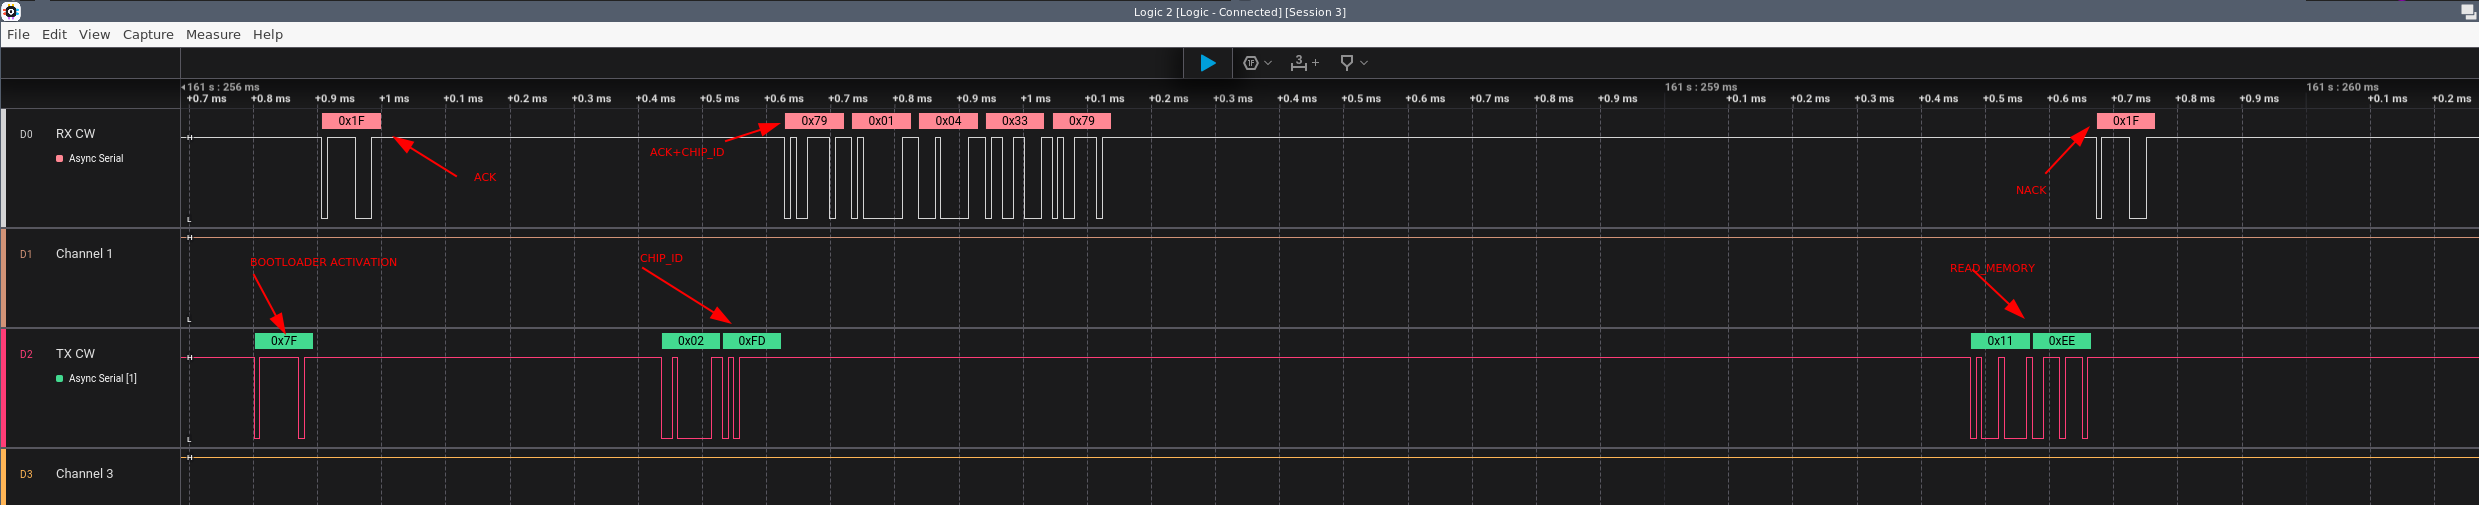 Logic 2 [Logic - Connected] [Session 3]
File Edit View Capture Measure Help
1F 3 +
161 s : 256 ms 161 s : 259 ms 161 s : 260 ms
+0.7 ms +0.8 ms +0.9 ms +1 ms +0.1 ms +0.2 ms +0.3 ms +0.4 ms +0.5 ms +0.6 ms +0.7 ms +0.8 ms +0.9 ms +1 ms +0.1 ms +0.2 ms +0.3 ms +0.4 ms +0.5 ms +0.6 ms +0.7 ms +0.8 ms +0.9 ms +0.1 ms +0.2 ms +0.3 ms +0.4 ms +0.5 ms +0.6 ms +0.7 ms +0.8 ms +0.9 ms +0.1 ms +0.2 ms
0x1F 0x79 0x01 0x04 0x33 0x79 0x1F
D0 RX CW H
ACK+CHIP_ID
Async Serial
ACK
NACK
L
H
D1 Channel 1
BOOTLOADER ACTIVATION CHIP_ID READ_MEMORY
L
0x7F 0x02 0xFD 0x11 0xEE
D2 TX CW H
Async Serial [1]
L
H
D3 Channel 3